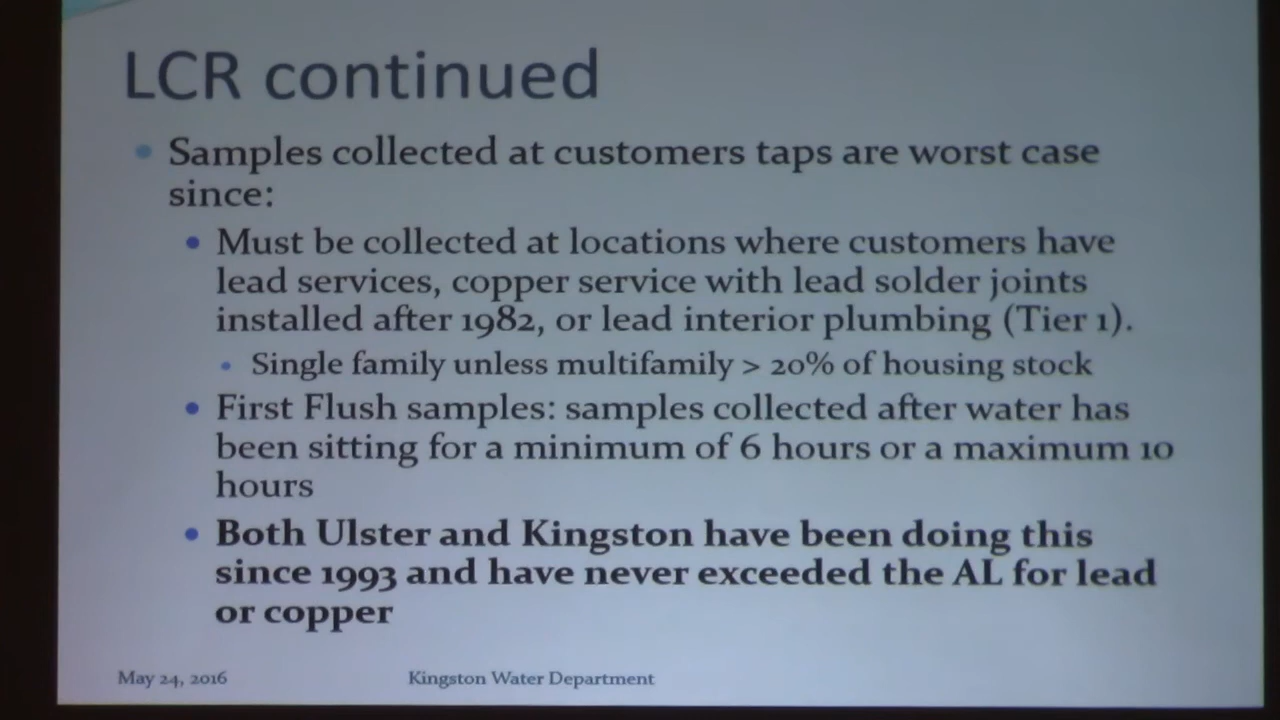 LCR continued
Samples collected at customers taps are worst case
since:
Must be collected at locations where customers have
lead services, copper service with lead solder joints
installed after 1982, or lead interior plumbing (Tier 1).
Single family unless multifamily > 20% of housing stock
First Flush samples: samples collected after water has
been sitting for a minimum of 6 hours or a maximum 10
hours
Both Ulster and Kingston have been doing this
since 1993 and have never exceeded the AL for lead
or copper
May 24, 2016 Kingston Water Department